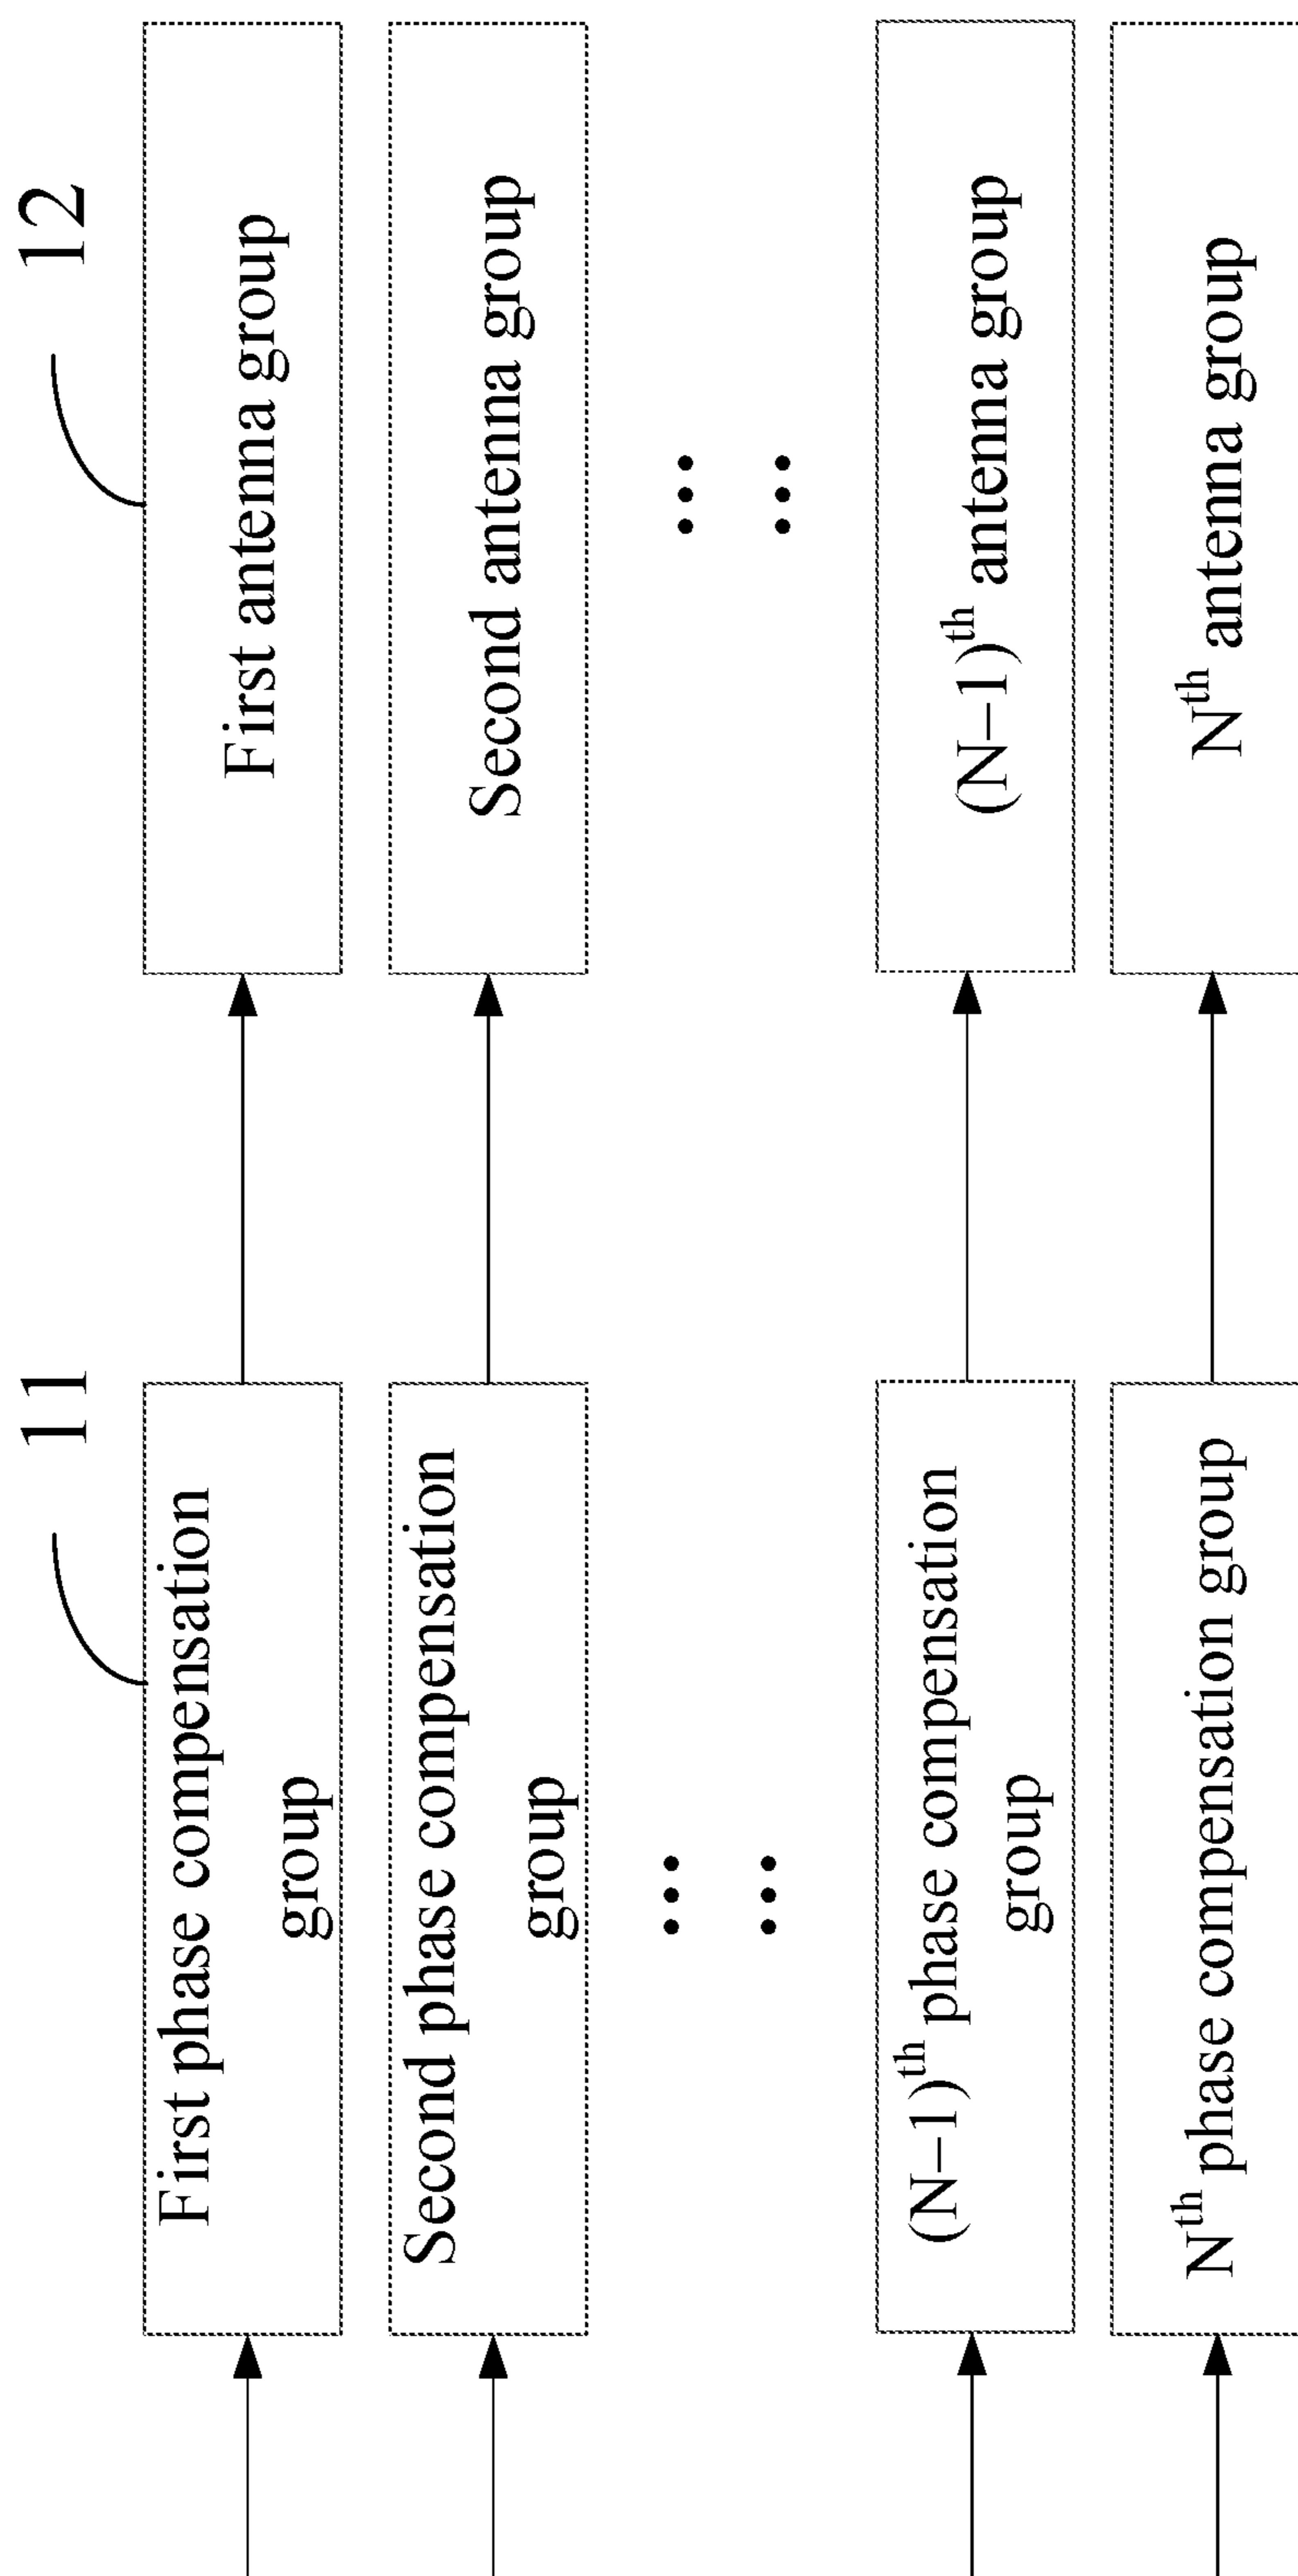 11
12
First phase compensation
group
First antenna group
Second phase compensation
group
Second antenna group
(N−1)th phase compensation
group
(N−1)th antenna group
Nth phase compensation group
Nth antenna group